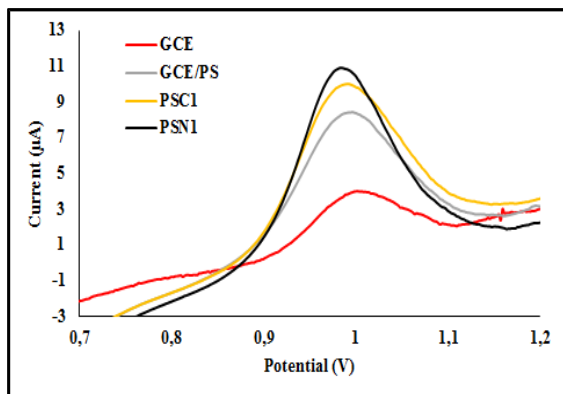 13
11
9
7
5
3
1
-1
-3
Current (µA)
GCE
GCE/PS
PSC1
PSN1
0,7 0,8 0,9 1 1,1 1,2
Potential (V)